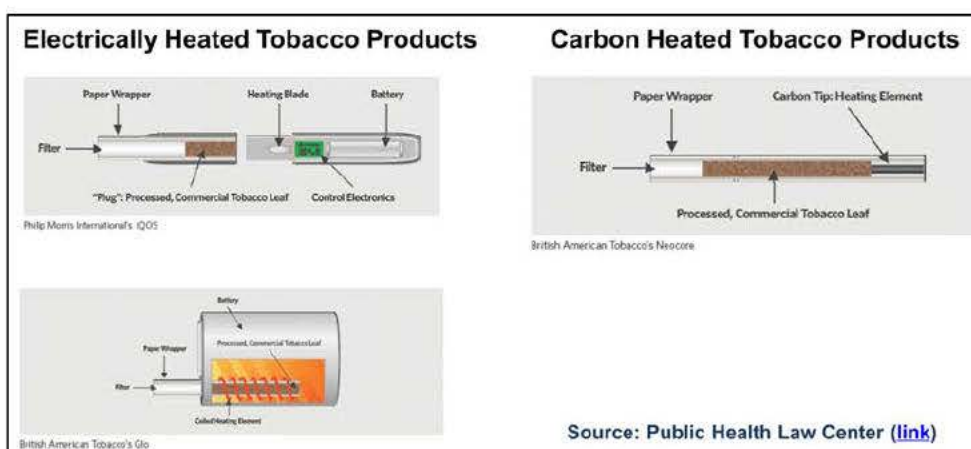 Electrically Heated Tobacco Products
Paper Wrapper
Heating Blade
Battery
Filter
"Plug": Processed, Commercial Tobacco Leaf
Control Electronics
Philip Morris International's IQOS
Battery
Processed, Commercial Tobacco Leaf
Paper Wrapper
Filter
Coiled Heating Element
British American Tobacco's Glo
Carbon Heated Tobacco Products
Paper Wrapper
Carbon Tip: Heating Element
Filter
Processed, Commercial Tobacco Leaf
British American Tobacco's Neocore
Source: Public Health Law Center (link)